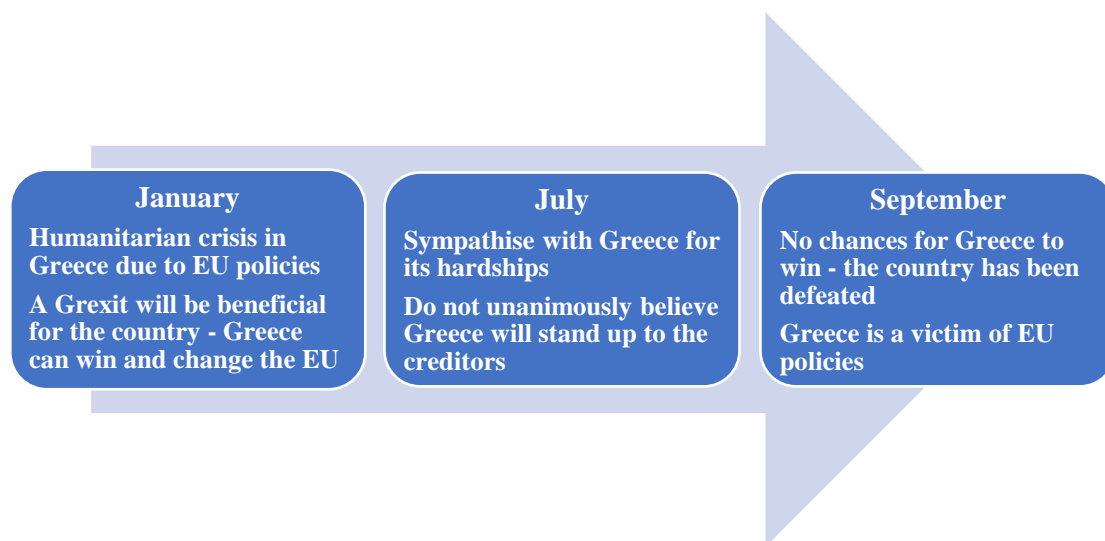 January
Humanitarian crisis in
Greece due to EU policies
A Grexit will be beneficial
for the country - Greece
can win and change the EU
July
Sympathise with Greece for
its hardships
Do not unanimously believe
Greece will stand up to the
creditors
September
No chances for Greece to
win - the country has been
defeated
Greece is a victim of EU
policies